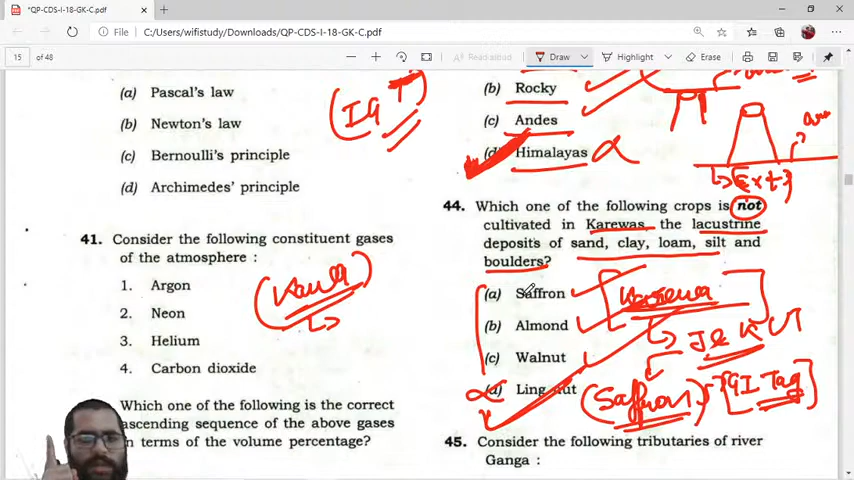 *QP-CDS-I-18-GK-C.pdf
File
C:/Users/wifistudy/Downloads/QP-CDS-I-18-GK-C.pdf
15 of 48
Read aloud
Draw
Highlight
Erase
(a) Pascal's law
(b) Newton's law
(c) Bernoulli's principle
(d) Archimedes' principle
41. Consider the following constituent gases
of the atmosphere :
1. Argon
2. Neon
3. Helium
4. Carbon dioxide
Which one of the following is the correct
ascending sequence of the above gases
in terms of the volume percentage?
(b) Rocky
(c) Andes
(d) Himalayas
44. Which one of the following crops is not
cultivated in Karewas, the lacustrine
deposits of sand, clay, loam, silt and
boulders?
(a) Saffron
(b) Almond
(c) Walnut
(d) Ling nut
Karewa
J & K UT
(Saffron) [GI Tag]
45. Consider the following tributaries of river
Ganga :